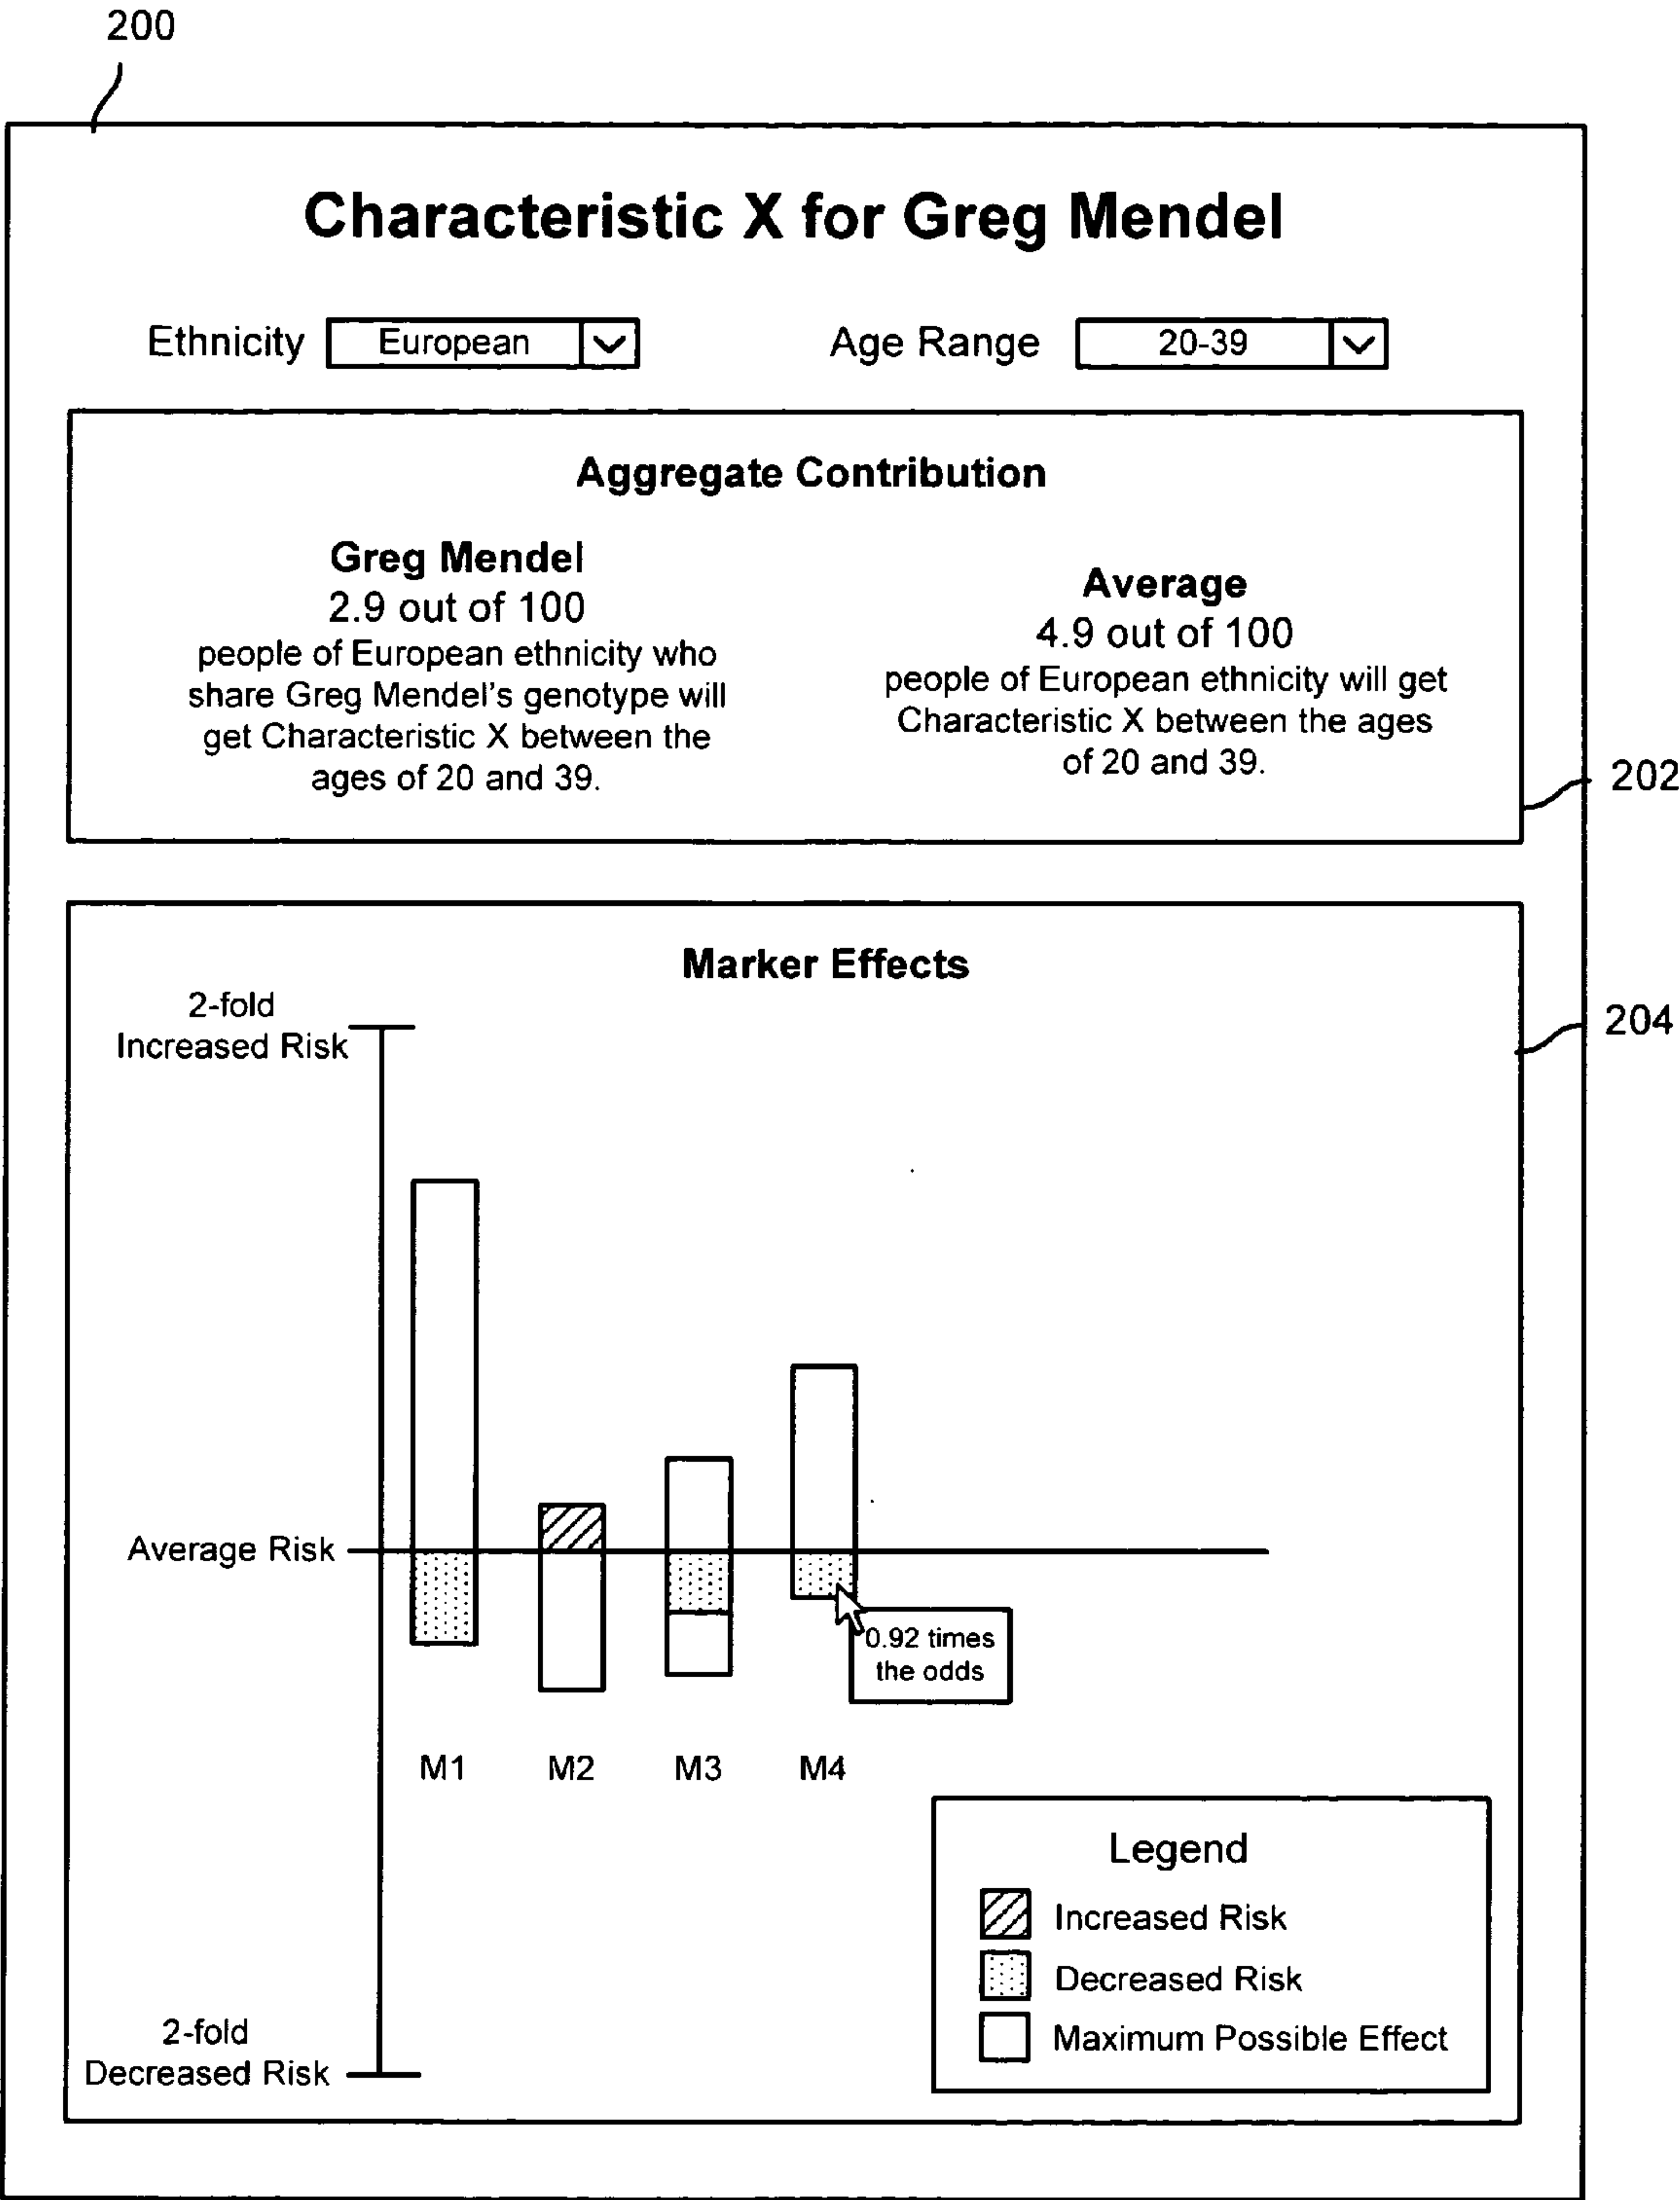 200
Characteristic X for Greg Mendel
Ethnicity European
Age Range 20-39
Aggregate Contribution
Greg Mendel
2.9 out of 100
people of European ethnicity who
share Greg Mendel's genotype will
get Characteristic X between the
ages of 20 and 39.
Average
4.9 out of 100
people of European ethnicity will get
Characteristic X between the ages
of 20 and 39.
202
Marker Effects
204
2-fold
Increased Risk
Average Risk
0.92 times
the odds
M1 M2 M3 M4
2-fold
Decreased Risk
Legend
Increased Risk
Decreased Risk
Maximum Possible Effect